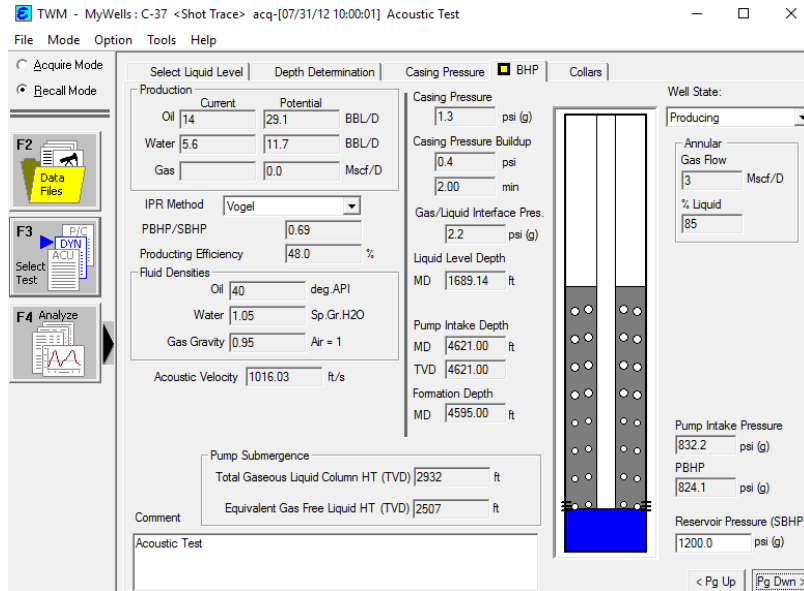 TWM - MyWells : C-37 <Shot Trace> acq-[07/31/12 10:00:01] Acoustic Test
File Mode Option Tools Help
Acquire Mode
Recall Mode
F2
Data
Files
F3
P/C
DYN
ACU
Select
Test
F4 Analyze
Select Liquid Level
Depth Determination
Casing Pressure
BHP
Collars
Production
Current Potential
Oil 14 29.1 BBL/D
Water 5.6 11.7 BBL/D
Gas 0.0 Mscf/D
IPR Method Vogel
PBHP/SBHP 0.69
Producting Efficiency 48.0 %
Fluid Densities
Oil 40 deg.API
Water 1.05 Sp.Gr.H2O
Gas Gravity 0.95 Air = 1
Acoustic Velocity 1016.03 ft/s
Casing Pressure
1.3 psi (g)
Casing Pressure Buildup
0.4 psi
2.00 min
Gas/Liquid Interface Pres.
2.2 psi (g)
Liquid Level Depth
MD 1689.14 ft
Pump Intake Depth
MD 4621.00 ft
TVD 4621.00
Formation Depth
MD 4595.00 ft
Pump Submergence
Total Gaseous Liquid Column HT (TVD) 2932 ft
Equivalent Gas Free Liquid HT (TVD) 2507 ft
Comment
Acoustic Test
Well State:
Producing
Annular
Gas Flow
3 Mscf/D
% Liquid
85
Pump Intake Pressure
832.2 psi (g)
PBHP
824.1 psi (g)
Reservoir Pressure (SBHP)
1200.0 psi (g)
< Pg Up
Pg Dwn >